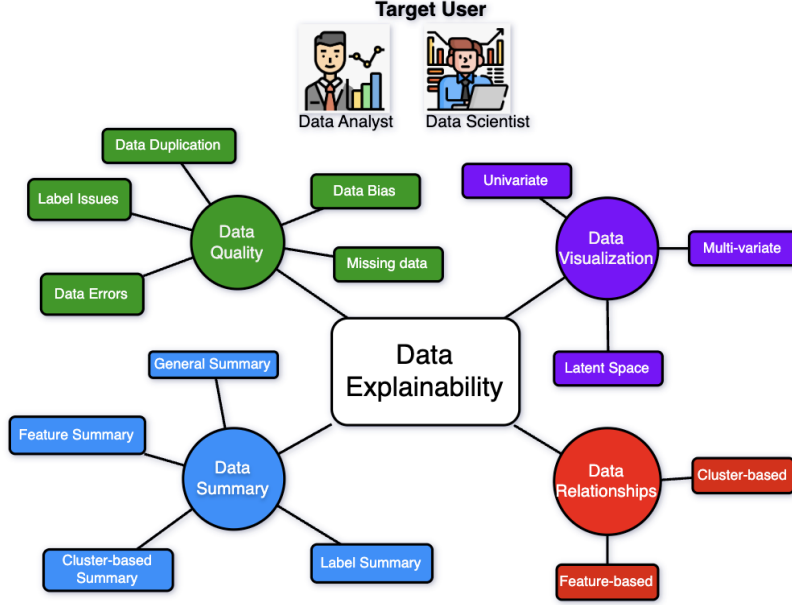 Target User
Data Analyst
Data Scientist
Data Duplication
Label Issues
Data Bias
Data
Quality
Missing data
Data Errors
Univariate
Data
Visualization
Multi-variate
Latent Space
Data
Explainability
General Summary
Feature Summary
Data
Summary
Cluster-based
Summary
Label Summary
Data
Relationships
Cluster-based
Feature-based